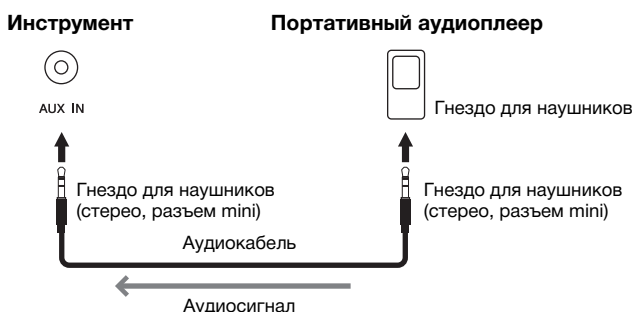 Инструмент
Портативный аудиоплеер
AUX IN
Гнездо для наушников
Гнездо для наушников
(стерео, разъем mini)
Гнездо для наушников
(стерео, разъем mini)
Аудиокабель
Аудиосигнал